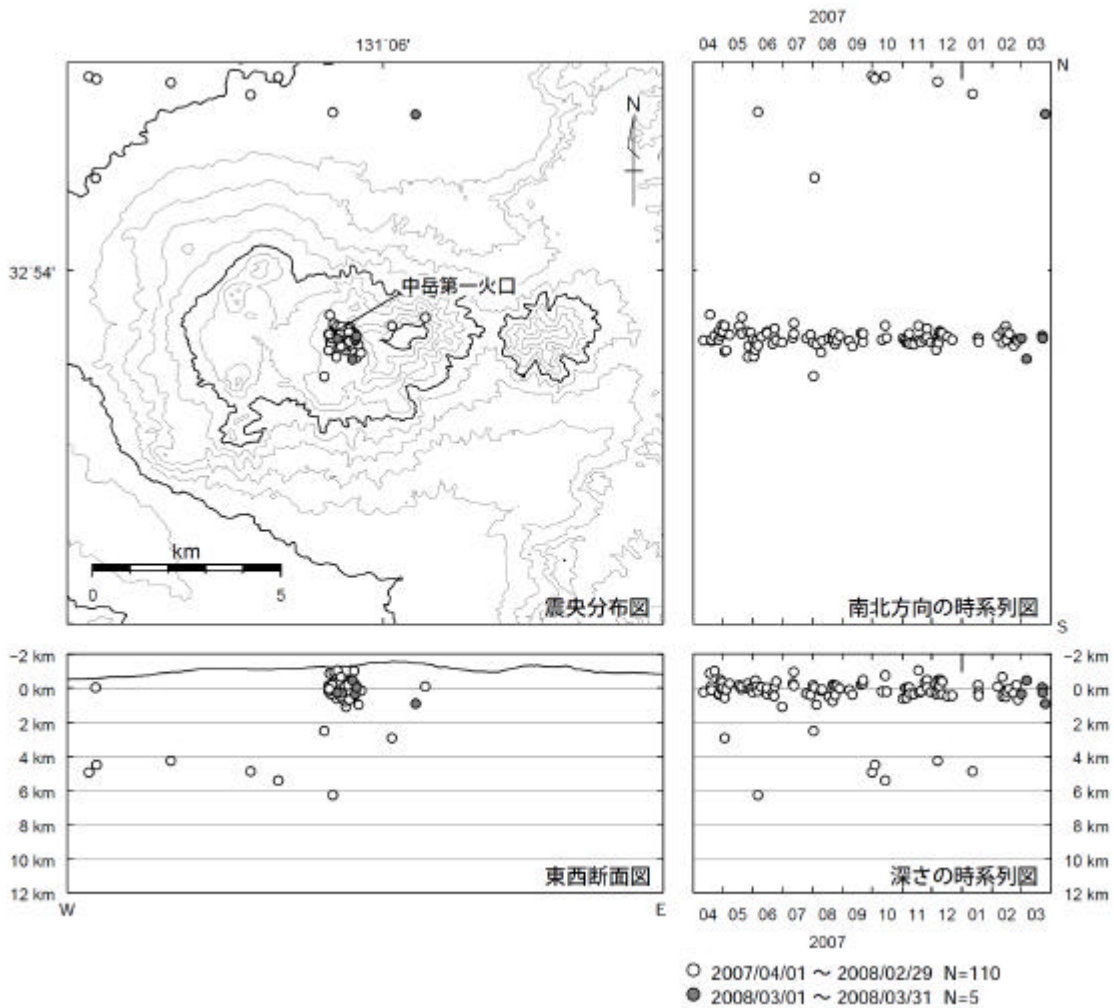 131°06′
2007
04 05 06 07 08 09 10 11 12 01 02 03
N
N
32°54′
中岳第一火口
km
0 5
震央分布図
南北方向の時系列図
S
-2 km
0 km
2 km
4 km
6 km
8 km
10 km
12 km
東西断面図
W
E
-2 km
0 km
2 km
4 km
6 km
8 km
10 km
12 km
深さの時系列図
04 05 06 07 08 09 10 11 12 01 02 03
2007
2007/04/01 ～ 2008/02/29 N=110
2008/03/01 ～ 2008/03/31 N=5